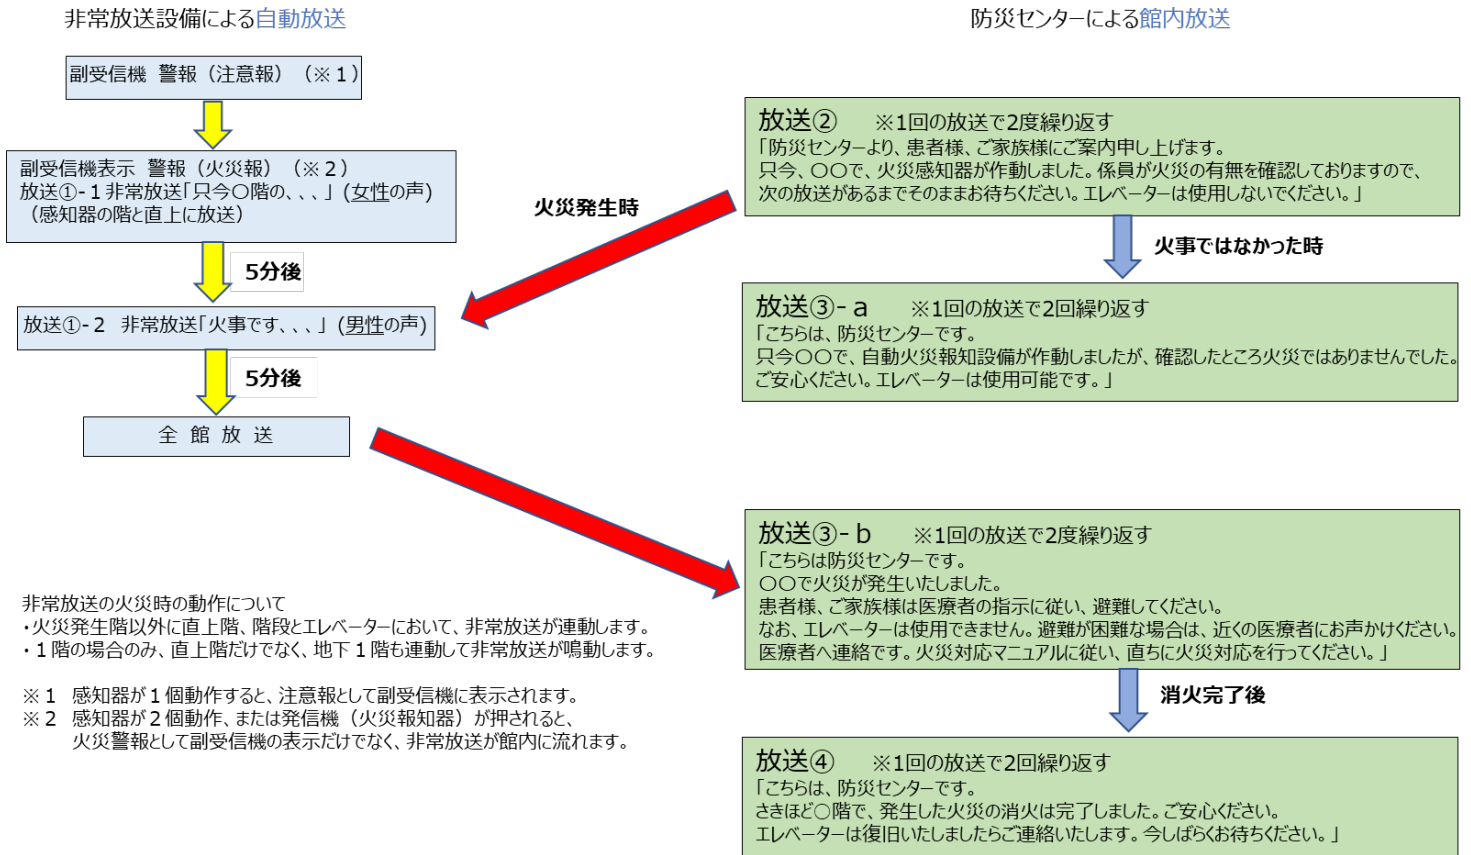 非常放送設備による自動放送
副受信機 警報（注意報）（※１）
副受信機表示 警報（火災報）（※２）
放送①-１非常放送「只今〇階の、、、」(女性の声)
（感知器の階と直上に放送）
5分後
放送①-２ 非常放送「火事です、、、」(男性の声)
5分後
全 館 放 送
火災発生時
防災センターによる館内放送
放送② ※1回の放送で2度繰り返す
「防災センターより、患者様、ご家族様にご案内申し上げます。
只今、〇〇で、火災感知器が作動しました。係員が火災の有無を確認しておりますので、
次の放送があるまでそのままお待ちください。エレベーターは使用しないでください。」
火事ではなかった時
放送③-ａ ※1回の放送で2回繰り返す
「こちらは、防災センターです。
只今〇〇で、自動火災報知設備が作動しましたが、確認したところ火災ではありませんでした。
ご安心ください。エレベーターは使用可能です。」
放送③-ｂ ※1回の放送で2度繰り返す
「こちらは防災センターです。
〇〇で火災が発生いたしました。
患者様、ご家族様は医療者の指示に従い、避難してください。
なお、エレベーターは使用できません。避難が困難な場合は、近くの医療者にお声かけください。
医療者へ連絡です。火災対応マニュアルに従い、直ちに火災対応を行ってください。」
消火完了後
放送④ ※1回の放送で2回繰り返す
「こちらは、防災センターです。
さきほど〇階で、発生した火災の消火は完了しました。ご安心ください。
エレベーターは復旧いたしましたらご連絡いたします。今しばらくお待ちください。」
非常放送の火災時の動作について
・火災発生階以外に直上階、階段とエレベーターにおいて、非常放送が連動します。
・１階の場合のみ、直上階だけでなく、地下１階も連動して非常放送が鳴動します。
※１ 感知器が１個動作すると、注意報として副受信機に表示されます。
※２ 感知器が２個動作、または発信機（火災報知器）が押されると、
火災警報として副受信機の表示だけでなく、非常放送が館内に流れます。